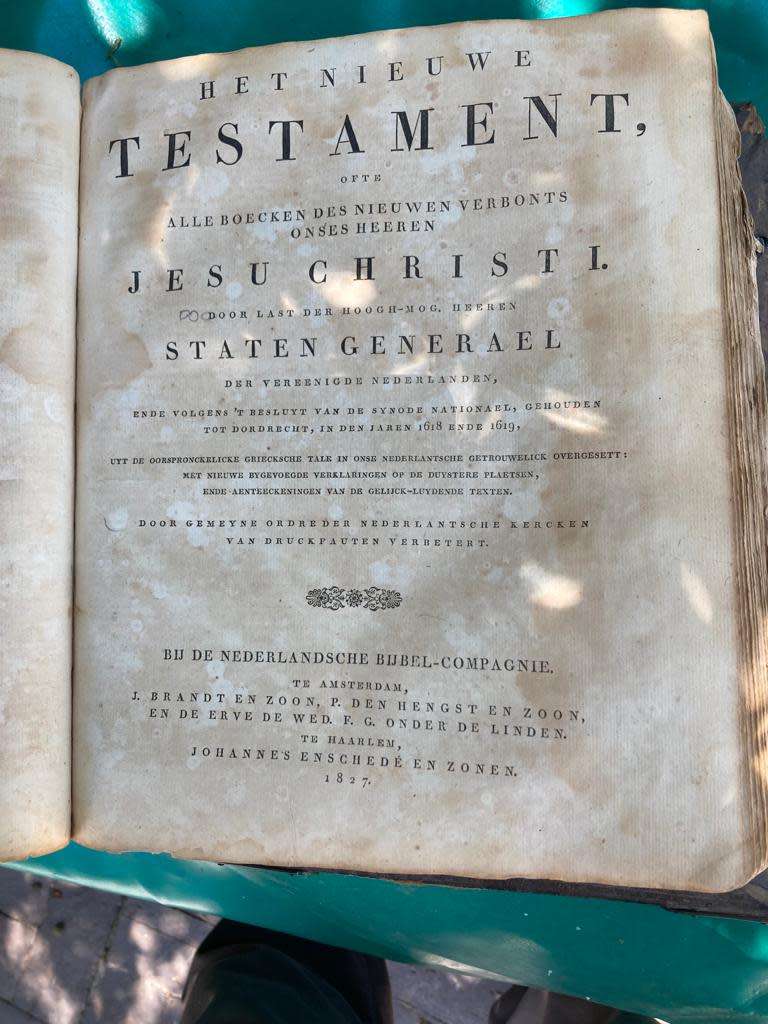 HET NIEUWE
TESTAMENT,
OFTE
ALLE BOECKEN DES NIEUWEN VERBONTS
ONSES HEEREN
JESU CHRISTI.
DOOR LAST DER HOOGH-MOG. HEEREN
STATEN GENERAEL
DER VEREENIGDE NEDERLANDEN,
ENDE VOLGENS 'T BESLUYT VAN DE SYNODE NATIONAEL, GEHOUDEN
TOT DORDRECHT, IN DEN JAREN 1618 ENDE 1619,
UYT DE OORSPRONCKELICKE GRIECKSCHE TALE IN ONSE NEDERLANTSCHE GETROUWELICK OVERGESETT:
MET NIEUWE BYGEVOEGDE VERKLARINGEN OP DE DUYSTERE PLAETSEN,
ENDE AENTEECKENINGEN VAN DE GELIJCK-LUYDENDE TEXTEN.
DOOR GEMEYNE ORDRE DER NEDERLANTSCHE KERCKEN
VAN DRUCKFAUTEN VERBETERT.
BIJ DE NEDERLANDSCHE BIJBEL-COMPAGNIE.
TE AMSTERDAM,
J. BRANDT EN ZOON, P. DEN HENGST EN ZOON,
EN DE ERVE DE WED. F. G. ONDER DE LINDEN.
TE HAARLEM,
JOHANNES ENSCHEDÉ EN ZONEN.
1827.